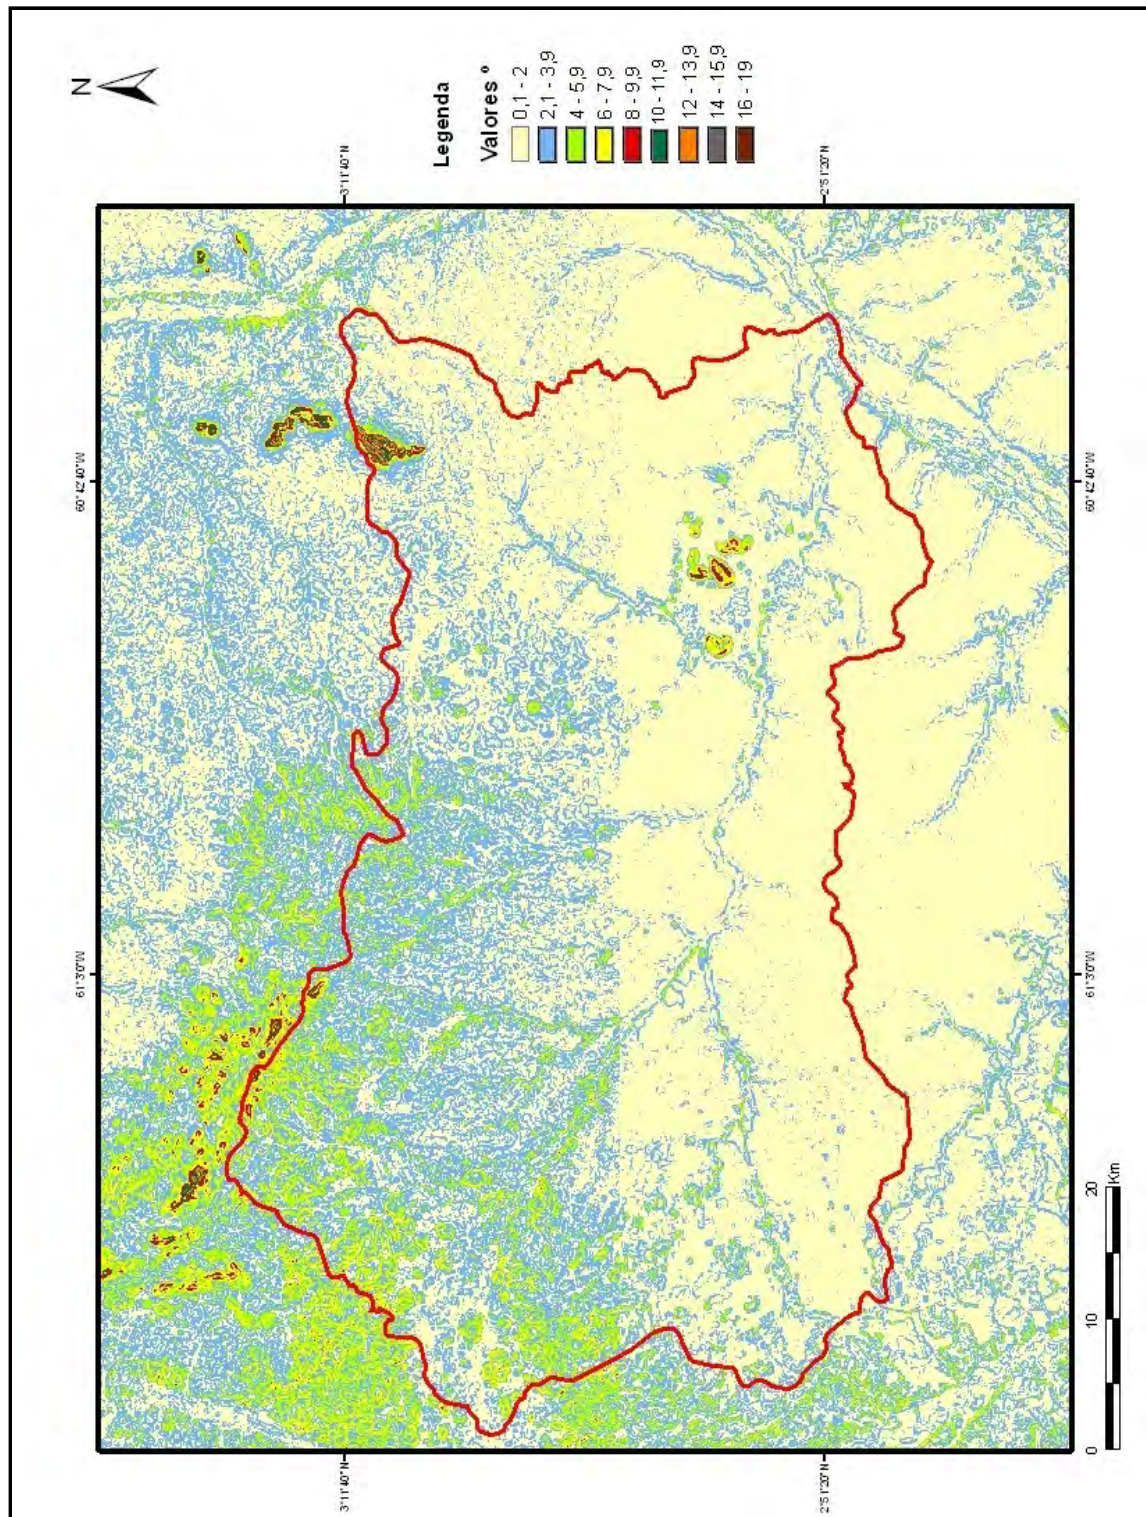 N
Legenda
Valores º
0,1 - 2
2,1 - 3,9
4 - 5,9
6 - 7,9
8 - 9,9
10 - 11,9
12 - 13,9
14 - 15,9
16 - 19
61°3'0"W
60°42'40"W
3°11'40"N
3°11'40"N
2°51'20"N
2°51'20"N
61°3'0"W
60°42'40"W
0
10
20
Km